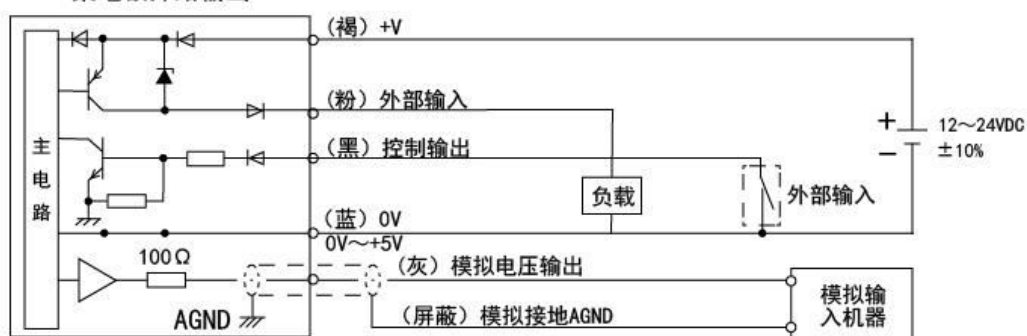 （褐）+V
（粉）外部输入
（黑）控制输出
主电路
负载
外部输入
+
−
12～24VDC
±10%
（蓝）0V
0V～+5V
100Ω
（灰）模拟电压输出
AGND
（屏蔽）模拟接地AGND
模拟输
入机器